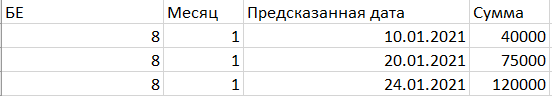 БЕ Месяц Предсказанная дата Сумма
8 1 10.01.2021 40000
8 1 20.01.2021 75000
8 1 24.01.2021 120000